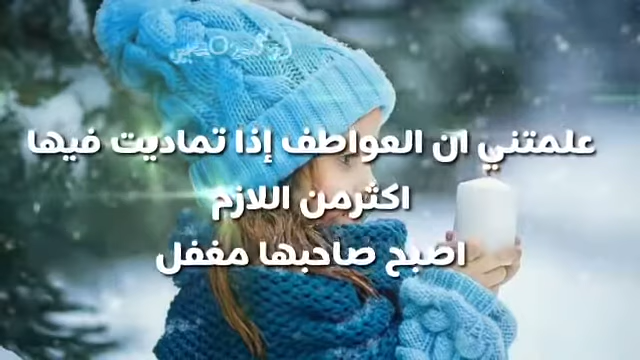 علمتني ان العواطف إذا تماديت فيها
اكثرمن اللازم
اصبح صاحبها مغفل